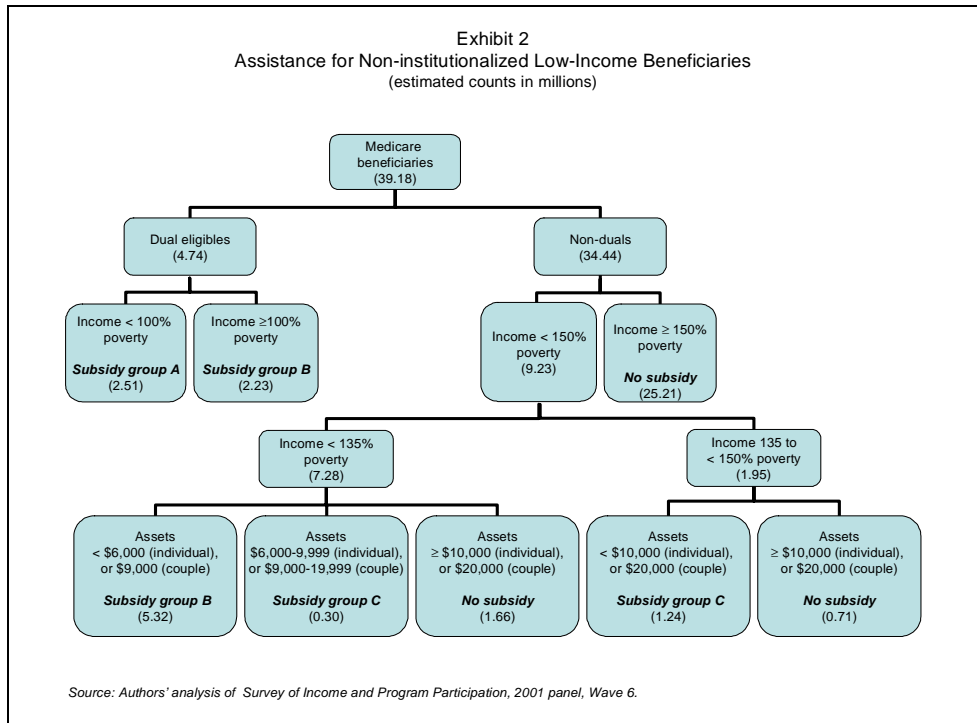 Exhibit 2
Assistance for Non-institutionalized Low-Income Beneficiaries
(estimated counts in millions)
Medicare
beneficiaries
(39.18)
Dual eligibles
(4.74)
Non-duals
(34.44)
Income < 100%
poverty
Subsidy group A
(2.51)
Income ≥100%
poverty
Subsidy group B
(2.23)
Income < 150%
poverty
(9.23)
Income ≥ 150%
poverty
No subsidy
(25.21)
Income < 135%
poverty
(7.28)
Income 135 to
< 150% poverty
(1.95)
Assets
< $6,000 (individual),
or $9,000 (couple)
Subsidy group B
(5.32)
Assets
$6,000-9,999 (individual),
or $9,000-19,999 (couple)
Subsidy group C
(0.30)
Assets
≥ $10,000 (individual),
or $20,000 (couple)
No subsidy
(1.66)
Assets
< $10,000 (individual),
or $20,000 (couple)
Subsidy group C
(1.24)
Assets
≥ $10,000 (individual),
or $20,000 (couple)
No subsidy
(0.71)
Source: Authors' analysis of Survey of Income and Program Participation, 2001 panel, Wave 6.